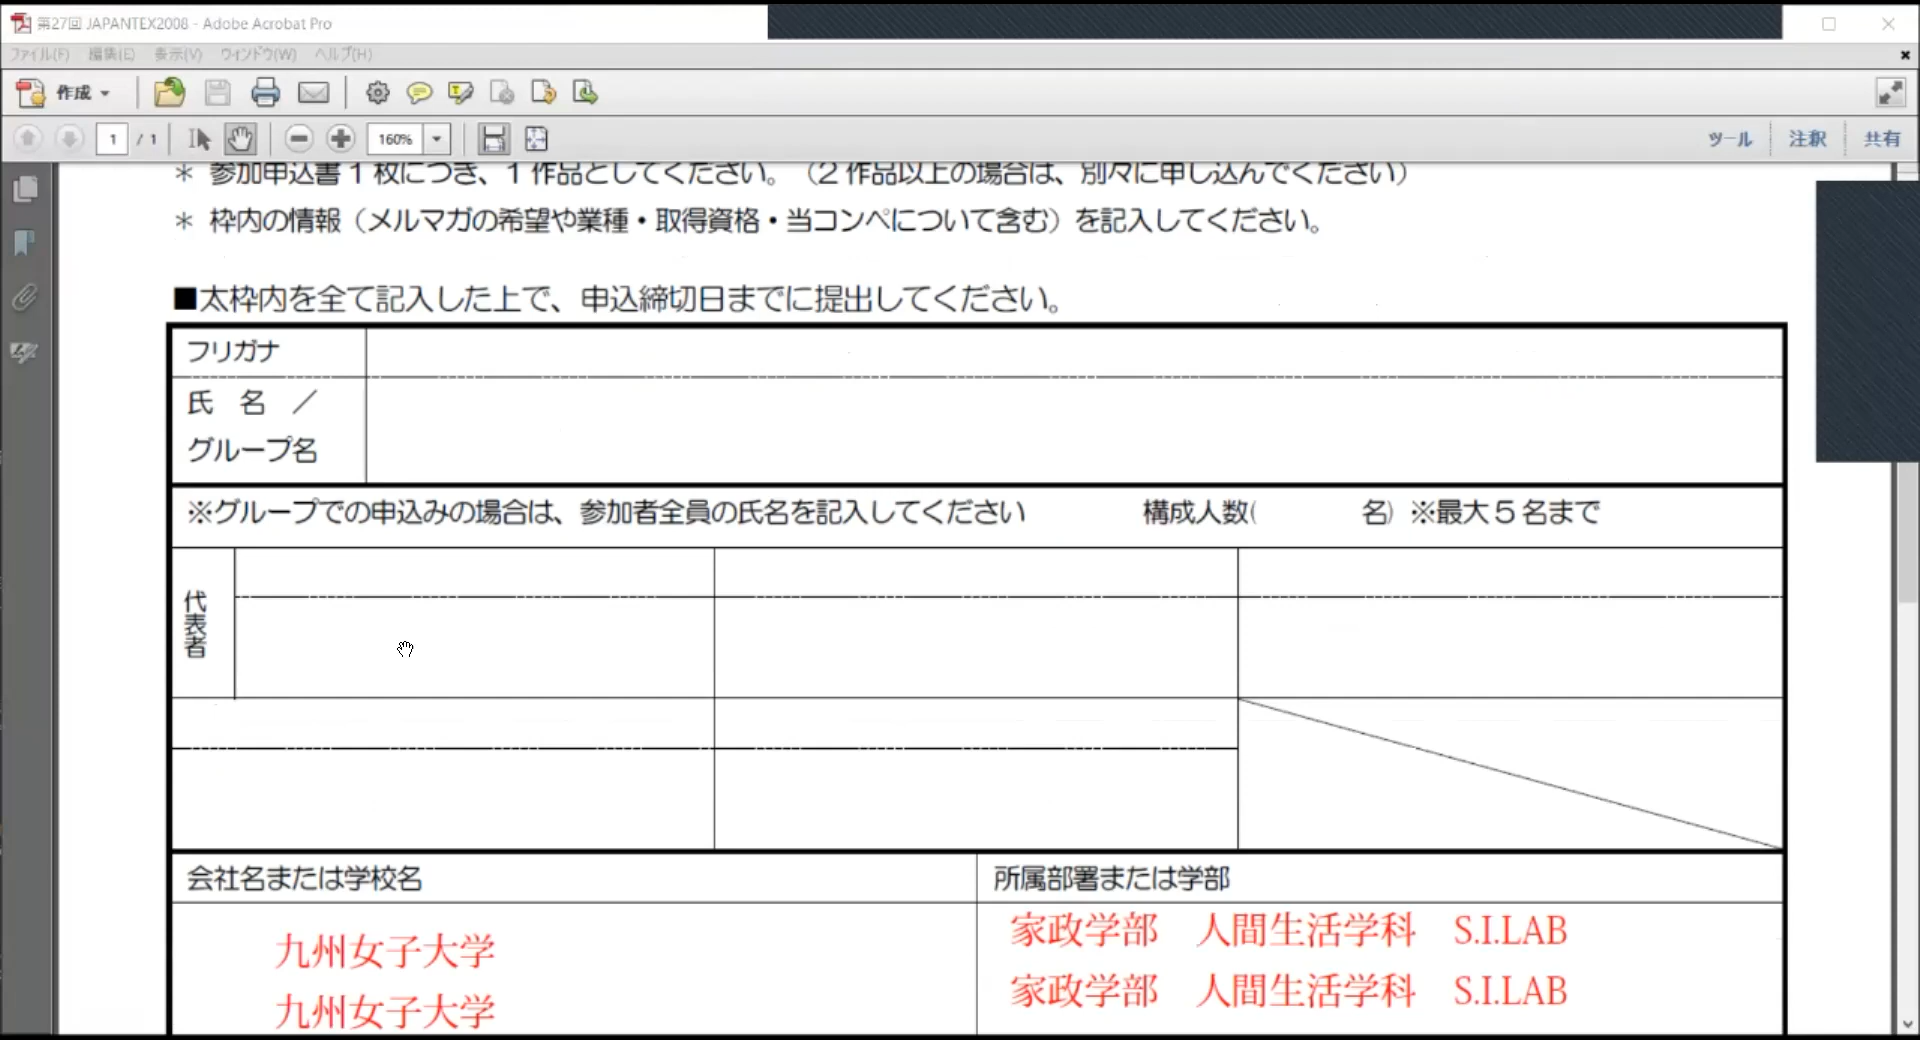 第27回 JAPANTEX2008 - Adobe Acrobat Pro
ファイル(F) 編集(E) 表示(V) ウィンドウ(W) ヘルプ(H)
作成
1 / 1 160% ツール 注釈 共有
＊ 参加申込書１枚につき、１作品としてください。（２作品以上の場合は、別々に申し込んでください）
＊ 枠内の情報（メルマガの希望や業種・取得資格・当コンペについて含む）を記入してください。
■太枠内を全て記入した上で、申込締切日までに提出してください。
フリガナ
氏 名 ／
グループ名
※グループでの申込みの場合は、参加者全員の氏名を記入してください 構成人数( 名) ※最大５名まで
代表者
会社名または学校名 所属部署または学部
九州女子大学 家政学部 人間生活学科 S.I.LAB
九州女子大学 家政学部 人間生活学科 S.I.LAB